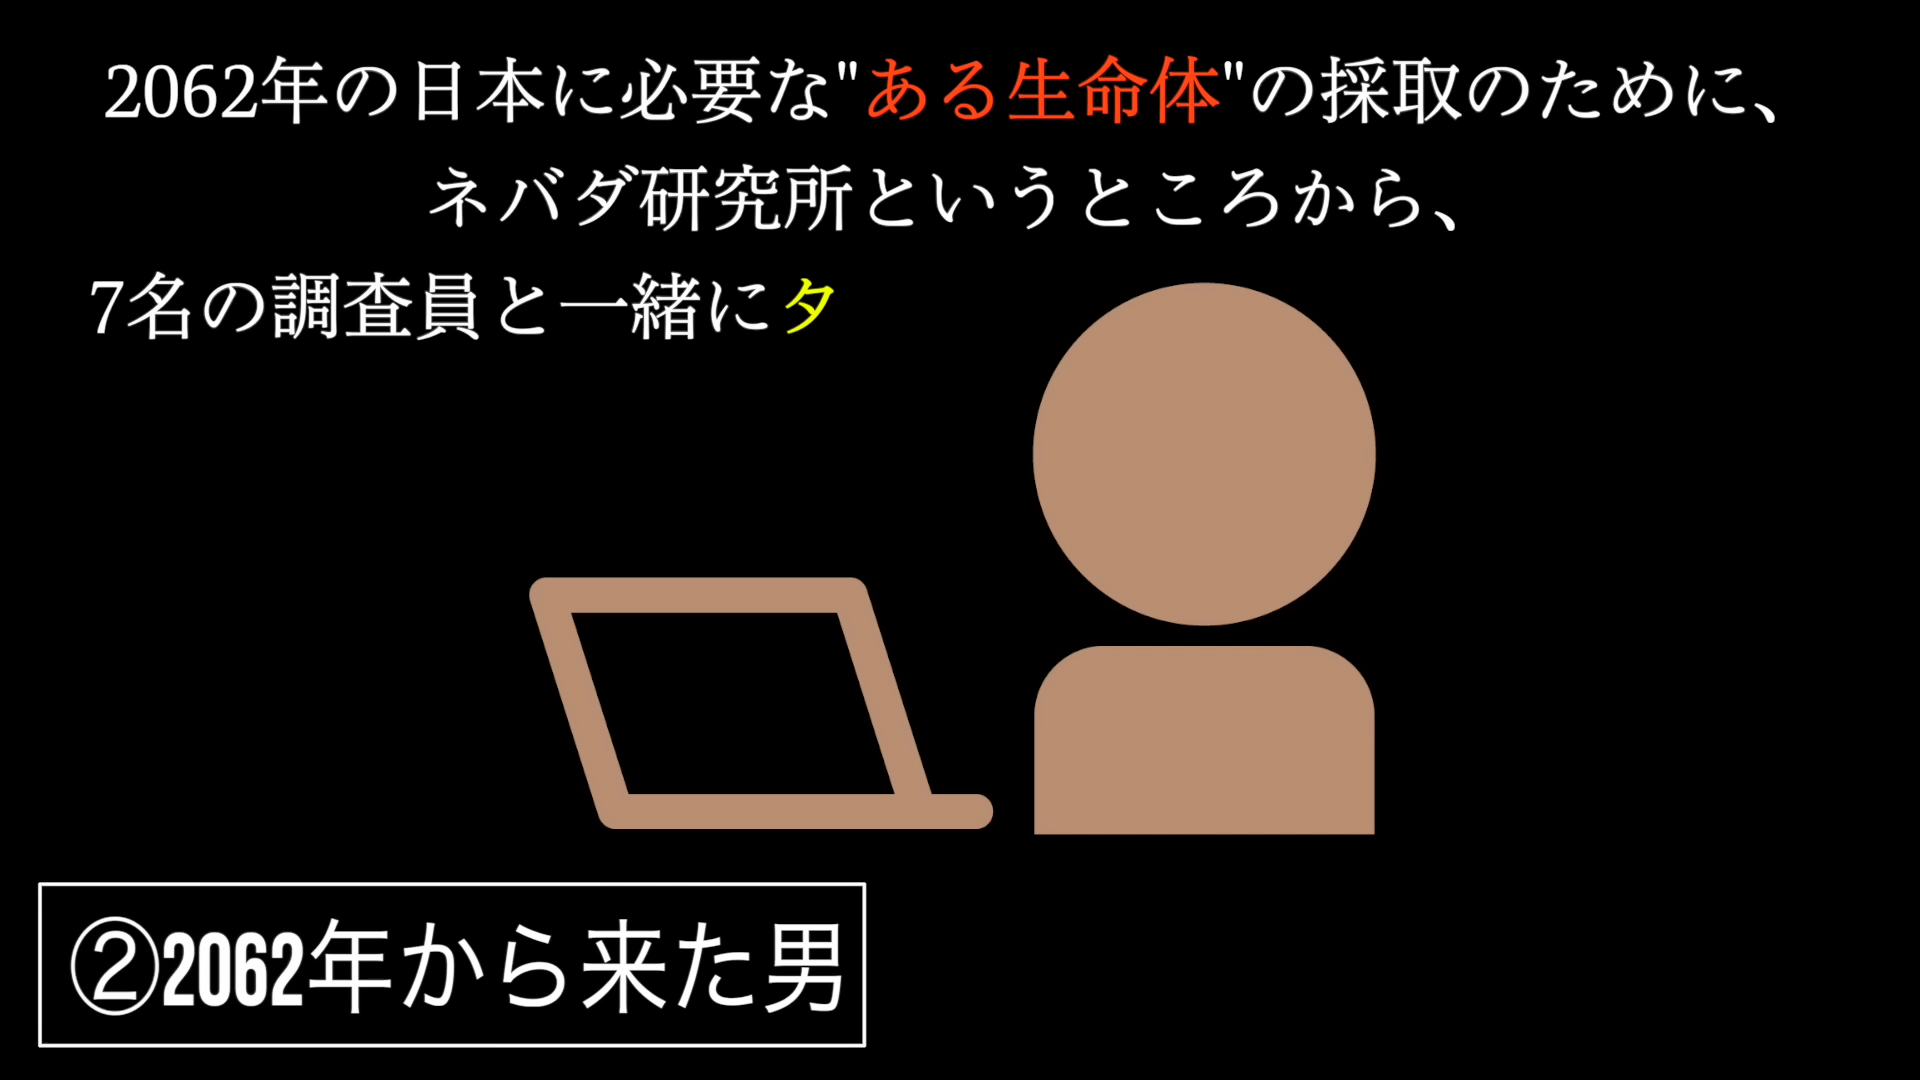 2062年の日本に必要な"ある生命体"の採取のために、
ネバダ研究所というところから、
7名の調査員と一緒にタ
②2062年から来た男